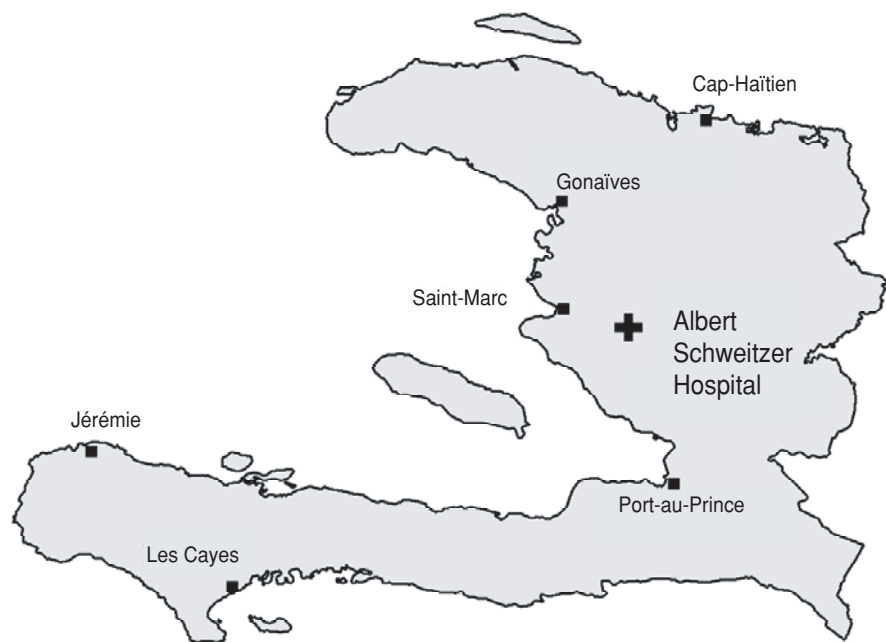 Cap-Haïtien
Gonaïves
Saint-Marc
Albert
Schweitzer
Hospital
Jérémie
Port-au-Prince
Les Cayes